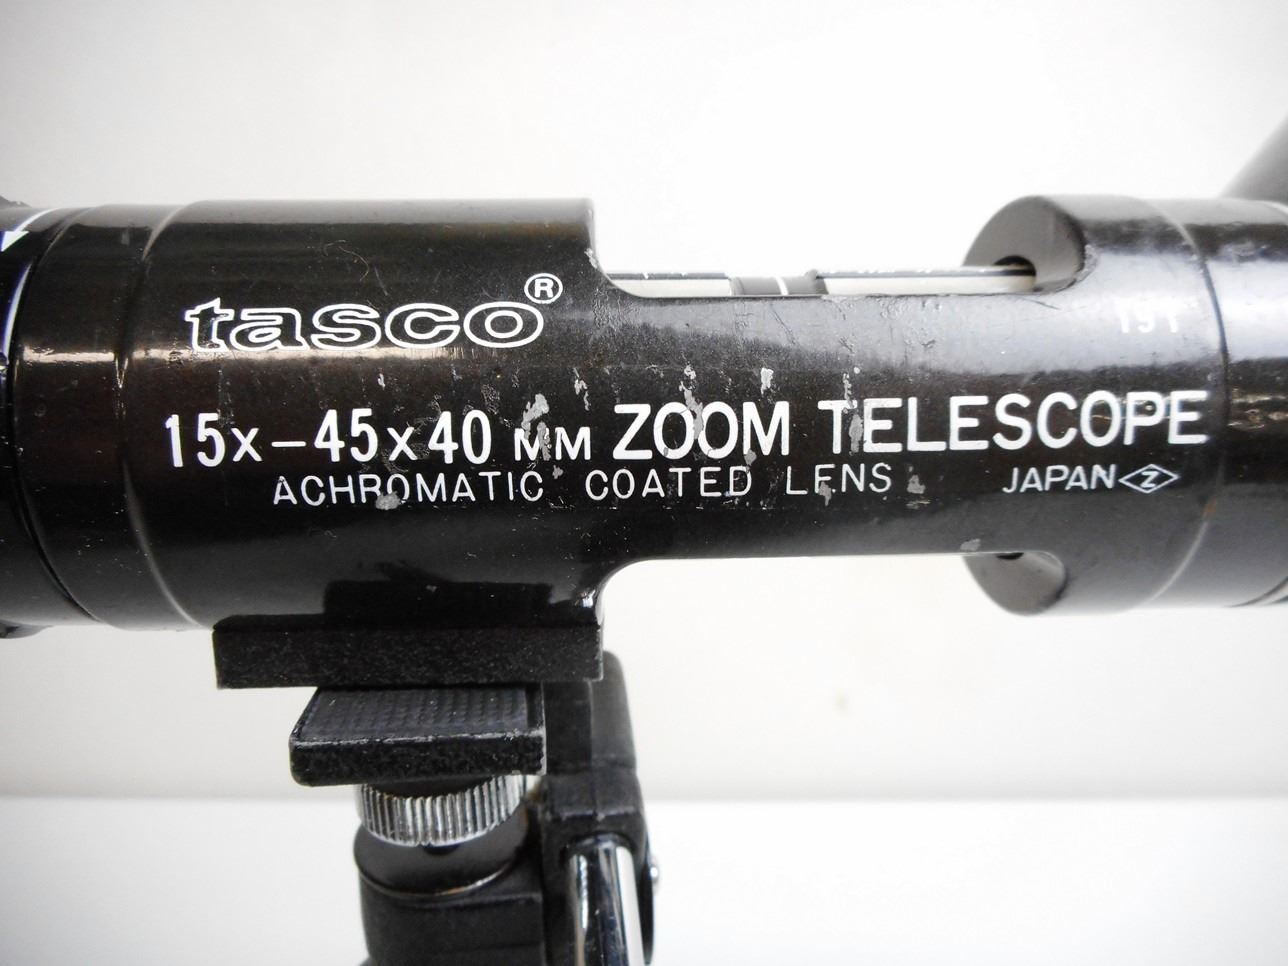 tasco®
15x-45x40 MM ZOOM TELESCOPE
ACHROMATIC COATED LENS JAPAN Z